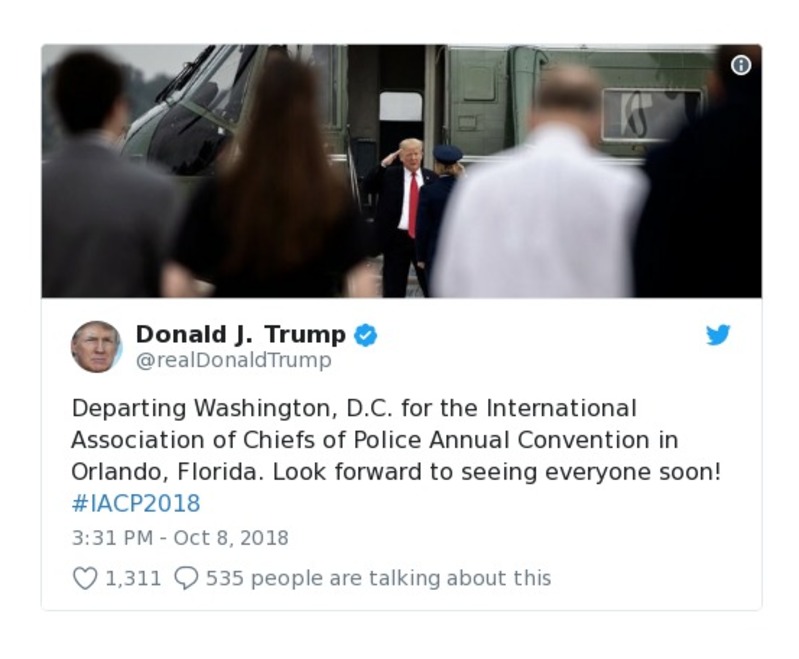 Donald J. Trump
@realDonaldTrump
Departing Washington, D.C. for the International
Association of Chiefs of Police Annual Convention in
Orlando, Florida. Look forward to seeing everyone soon!
#IACP2018
3:31 PM - Oct 8, 2018
1,311 535 people are talking about this